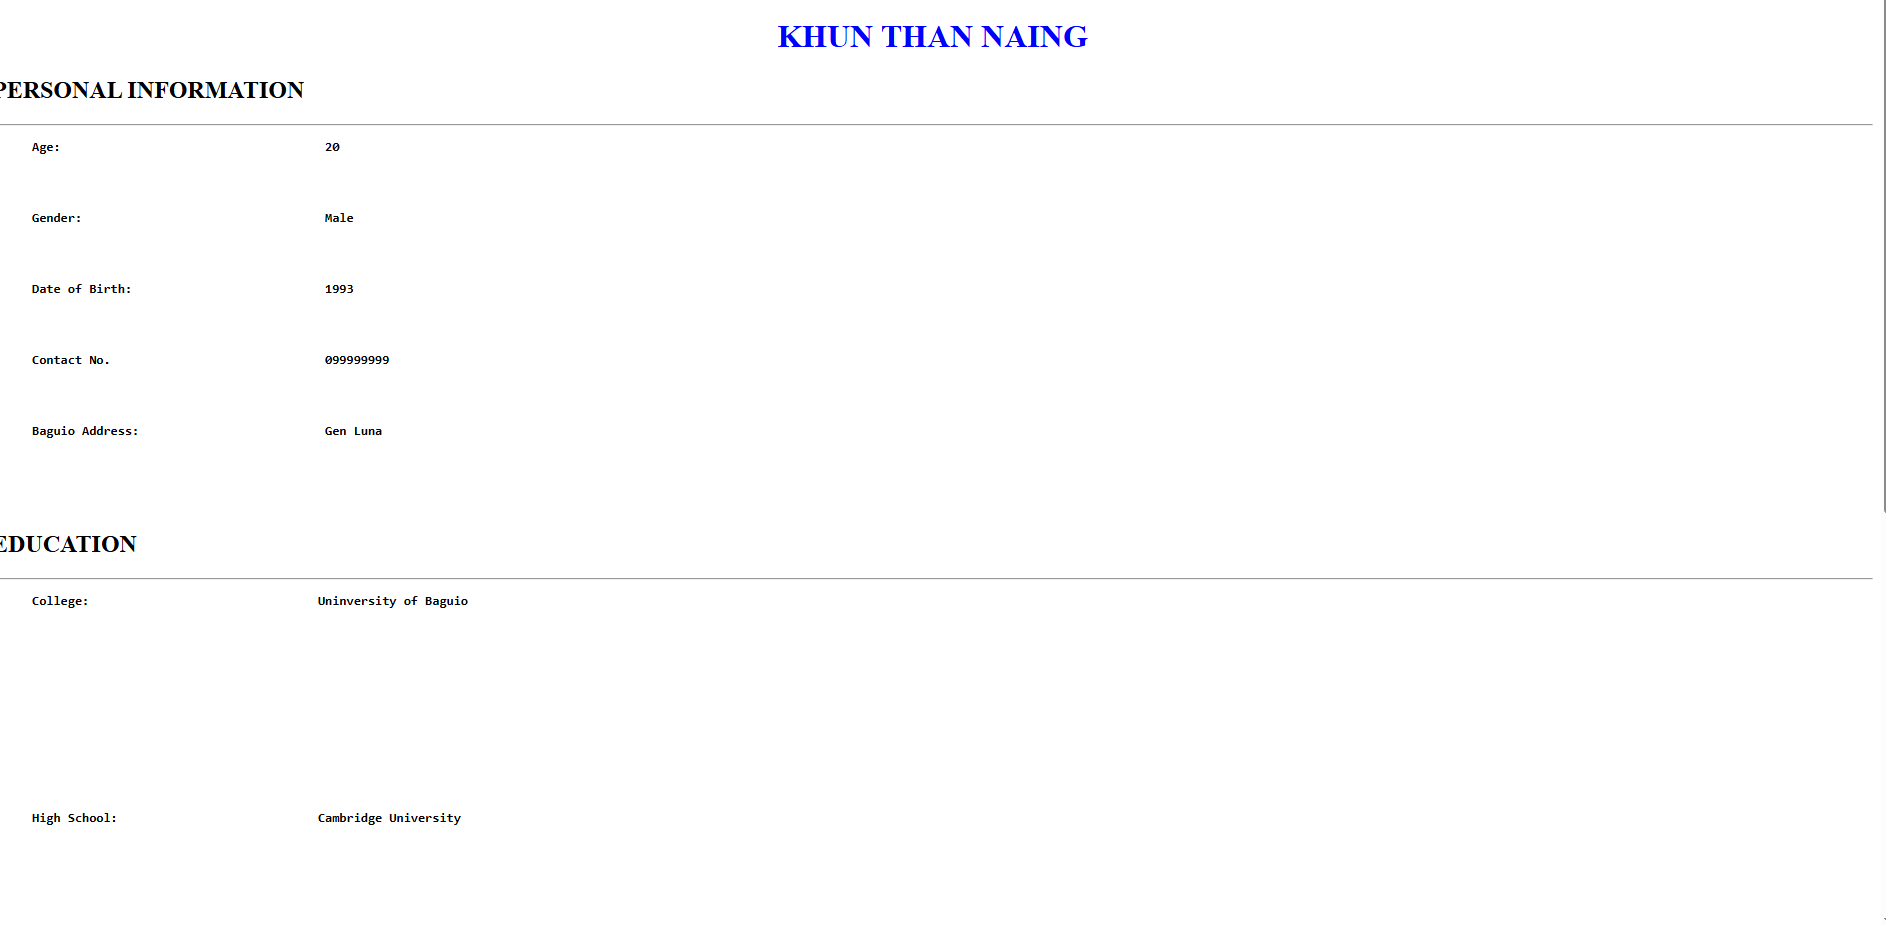 KHUN THAN NAING
PERSONAL INFORMATION
Age: 20
Gender: Male
Date of Birth: 1993
Contact No. 099999999
Baguio Address: Gen Luna
EDUCATION
College: Uninversity of Baguio
High School: Cambridge University